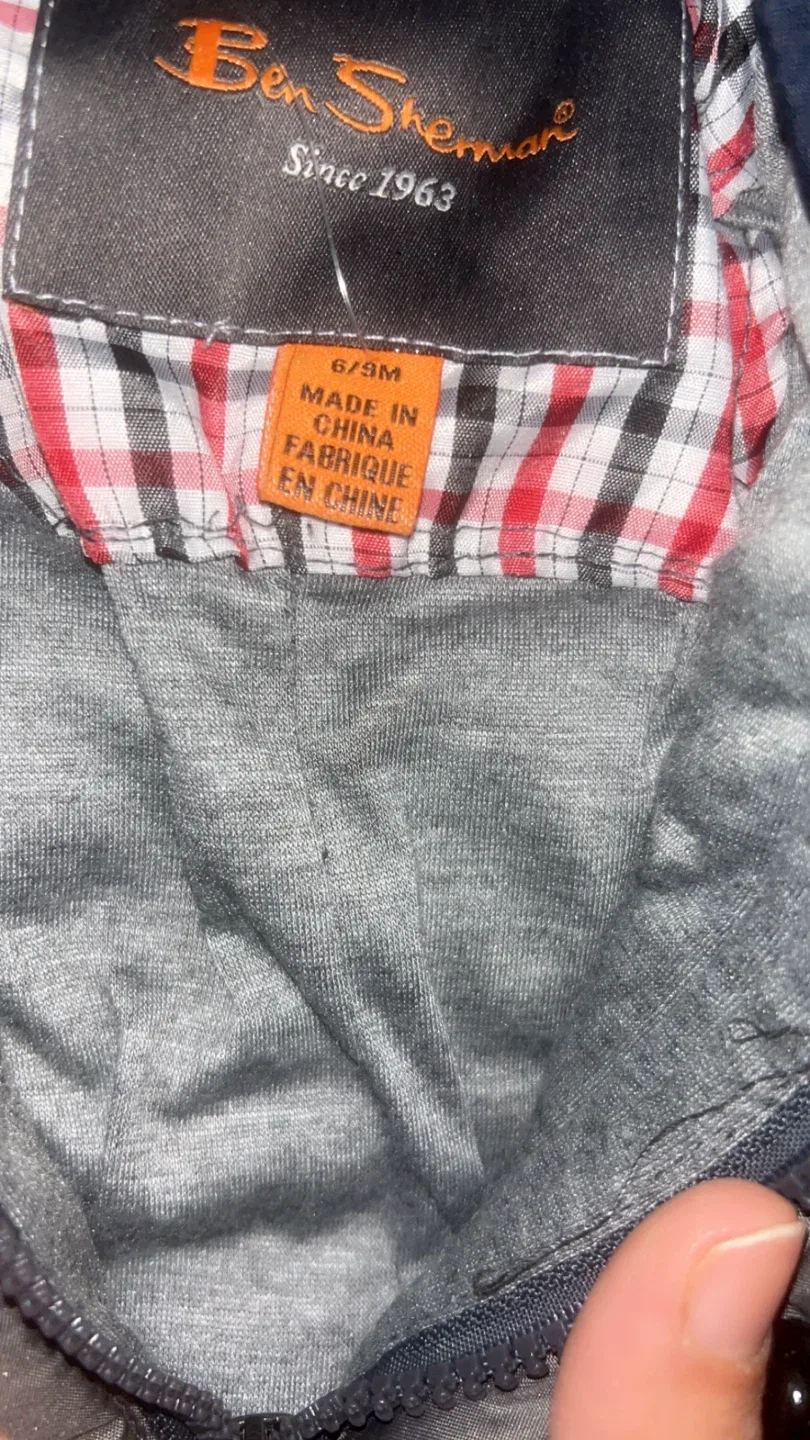 Ben Sherman®
Since 1963
6/9M
MADE IN
CHINA
FABRIQUE
EN CHINE